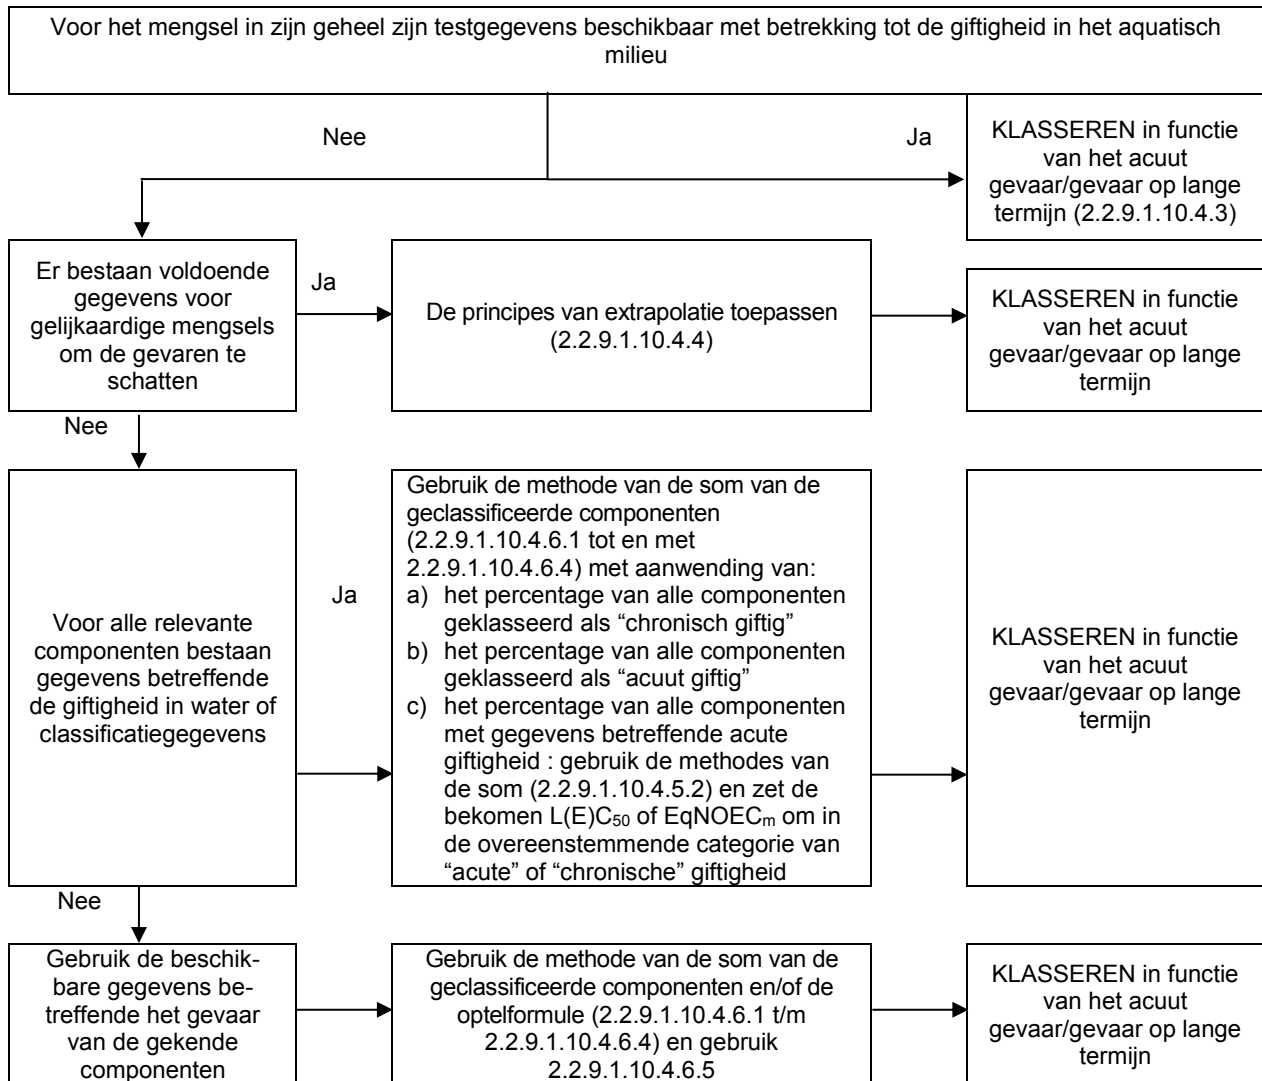 Voor het mengsel in zijn geheel zijn testgegevens beschikbaar met betrekking tot de giftigheid in het aquatisch
milieu
Nee
Ja
KLASSEREN in functie
van het acuut
gevaar/gevaar op lange
termijn (2.2.9.1.10.4.3)
Er bestaan voldoende
gegevens voor
gelijkaardige mengsels
om de gevaren te
schatten
Ja
De principes van extrapolatie toepassen
(2.2.9.1.10.4.4)
KLASSEREN in functie
van het acuut
gevaar/gevaar op lange
termijn
Nee
Voor alle relevante
componenten bestaan
gegevens betreffende
de giftigheid in water of
classificatiegegevens
Ja
Gebruik de methode van de som van de
geclassificeerde componenten
(2.2.9.1.10.4.6.1 tot en met
2.2.9.1.10.4.6.4) met aanwending van:
a) het percentage van alle componenten
geklasseerd als “chronisch giftig”
b) het percentage van alle componenten
geklasseerd als “acuut giftig”
c) het percentage van alle componenten
met gegevens betreffende acute
giftigheid : gebruik de methodes van
de som (2.2.9.1.10.4.5.2) en zet de
bekomen L(E)C₅₀ of EqNOECₘ om in
de overeenstemmende categorie van
“acute” of “chronische” giftigheid
KLASSEREN in functie
van het acuut
gevaar/gevaar op lange
termijn
Nee
Gebruik de beschik-
bare gegevens be-
treffende het gevaar
van de gekende
componenten
Gebruik de methode van de som van de
geclassificeerde componenten en/of de
optelformule (2.2.9.1.10.4.6.1 t/m
2.2.9.1.10.4.6.4) en gebruik
2.2.9.1.10.4.6.5
KLASSEREN in functie
van het acuut
gevaar/gevaar op lange
termijn